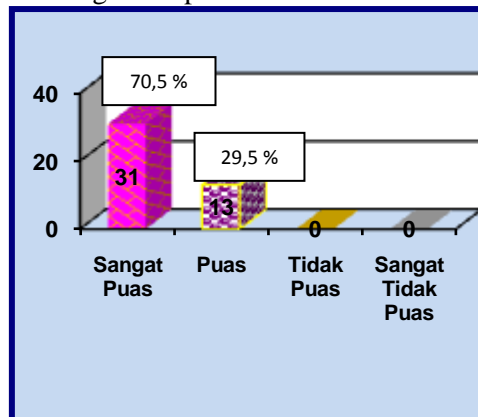 70,5 %
29,5 %
40
20
0
31
13
0
0
Sangat Puas
Puas
Tidak Puas
Sangat Tidak Puas